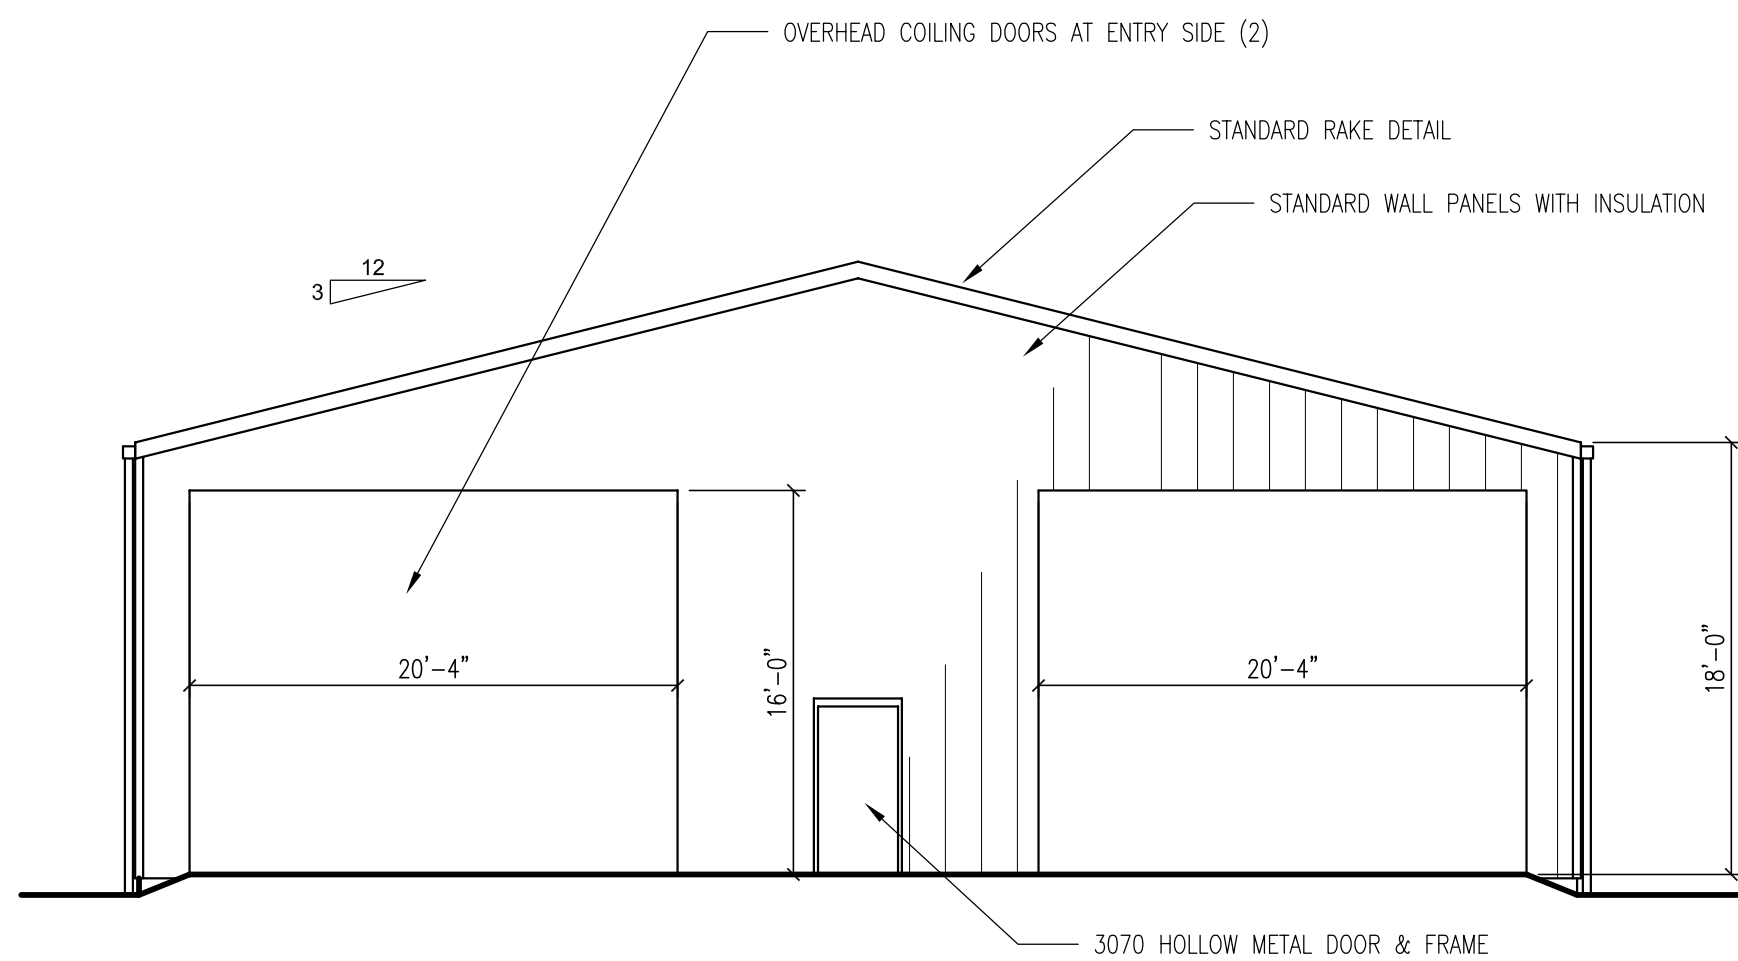 OVERHEAD COILING DOORS AT ENTRY SIDE (2)
STANDARD RAKE DETAIL
STANDARD WALL PANELS WITH INSULATION
12
3
20'-4"
16'-0"
20'-4"
18'-0"
3070 HOLLOW METAL DOOR & FRAME